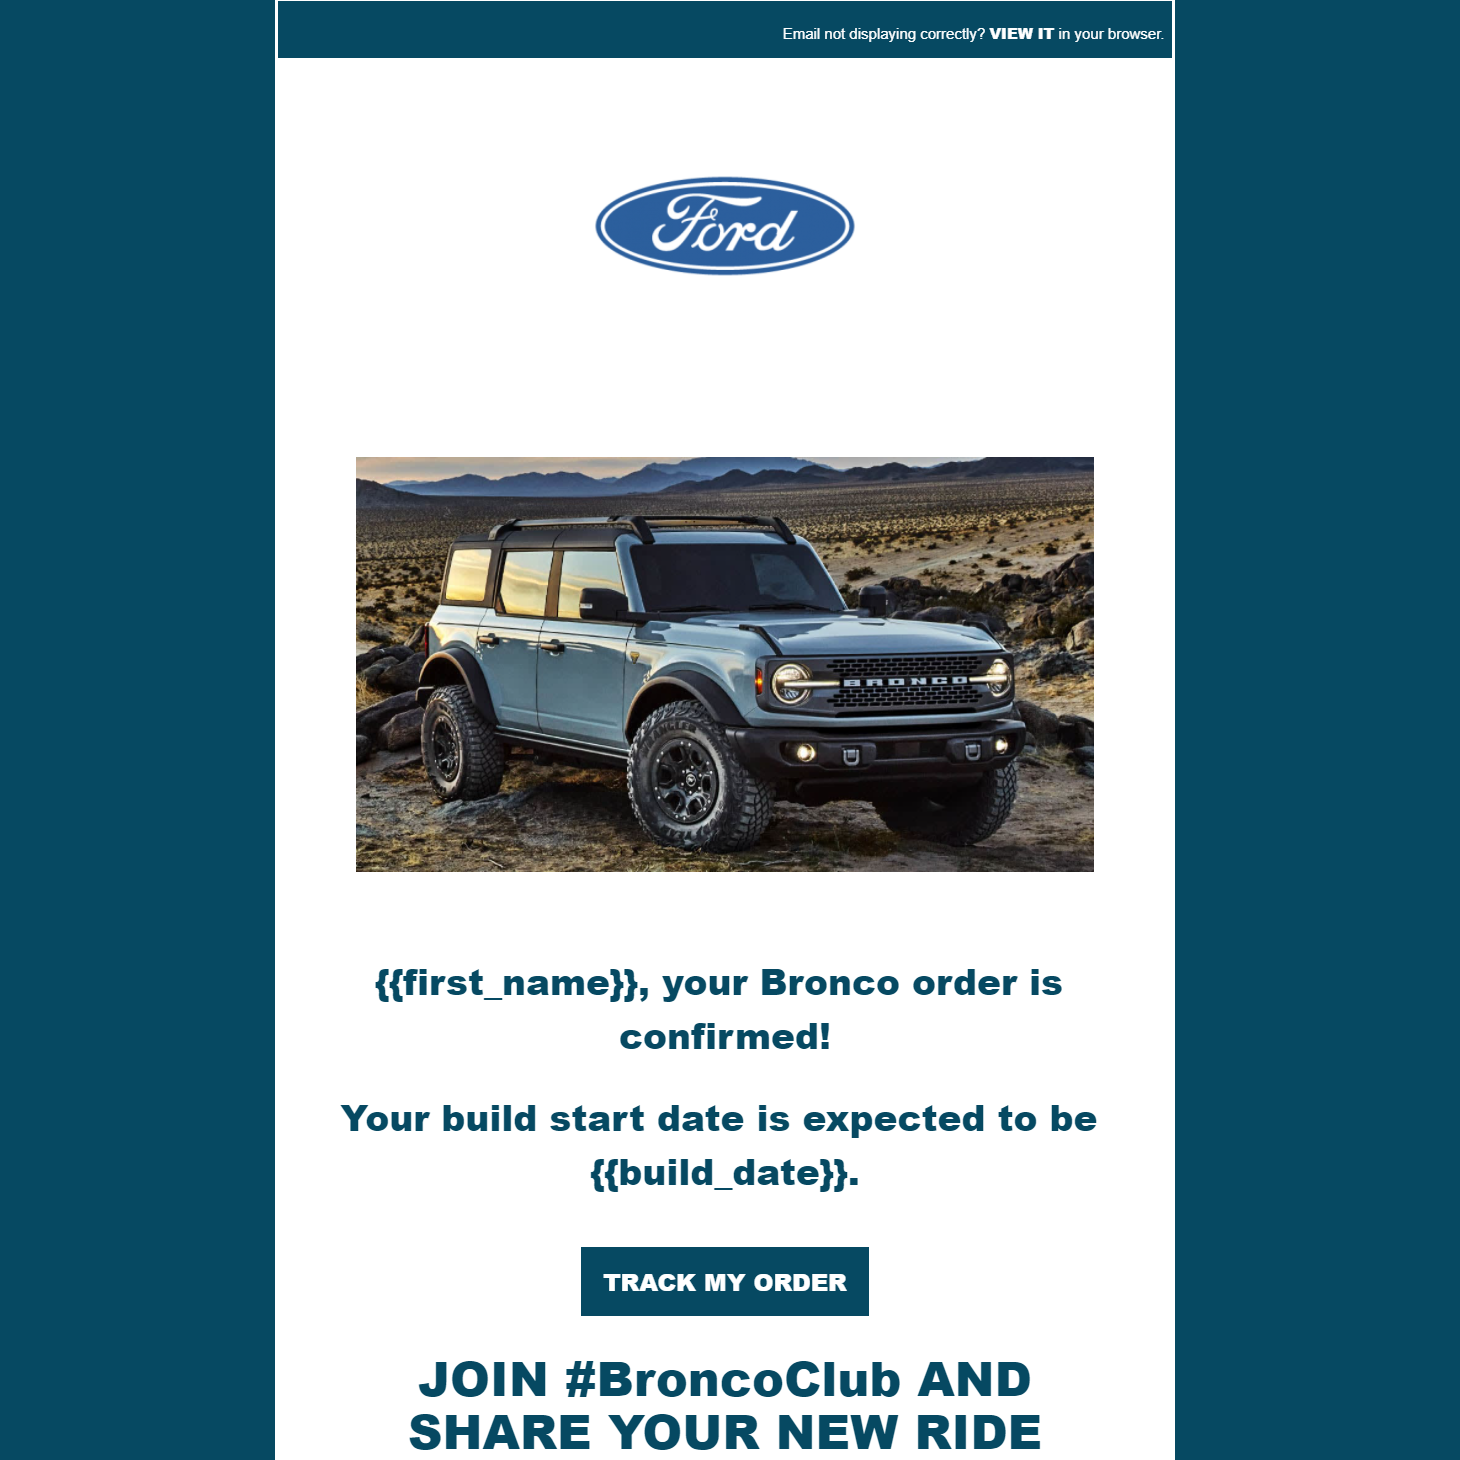 Email not displaying correctly? VIEW IT in your browser.
Ford
BRONCO
{{first_name}}, your Bronco order is
confirmed!
Your build start date is expected to be
{{build_date}}.
TRACK MY ORDER
JOIN #BroncoClub AND
SHARE YOUR NEW RIDE